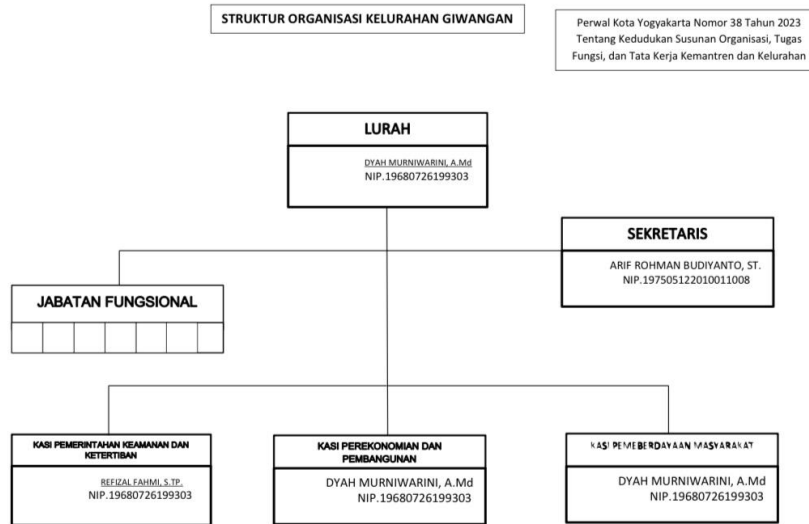 STRUKTUR ORGANISASI KELURAHAN GIWANGAN
Perwal Kota Yogyakarta Nomor 38 Tahun 2023
Tentang Kedudukan Susunan Organisasi, Tugas
Fungsi, dan Tata Kerja Kemantren dan Kelurahan
LURAH
DYAH MURNIWARINI, A.Md
NIP.19680726199303
SEKRETARIS
ARIF ROHMAN BUDIYANTO, ST.
NIP.197505122010011008
JABATAN FUNGSIONAL
KASI PEMERINTAHAN KEAMANAN DAN
KETERTIBAN
REFIZAL FAHMI, S.TP.
NIP.19680726199303
KASI PEREKONOMIAN DAN
PEMBANGUNAN
DYAH MURNIWARINI, A.Md
NIP.19680726199303
KASI PEMEBERDAYAAN MASYARAKAT
DYAH MURNIWARINI, A.Md
NIP.19680726199303